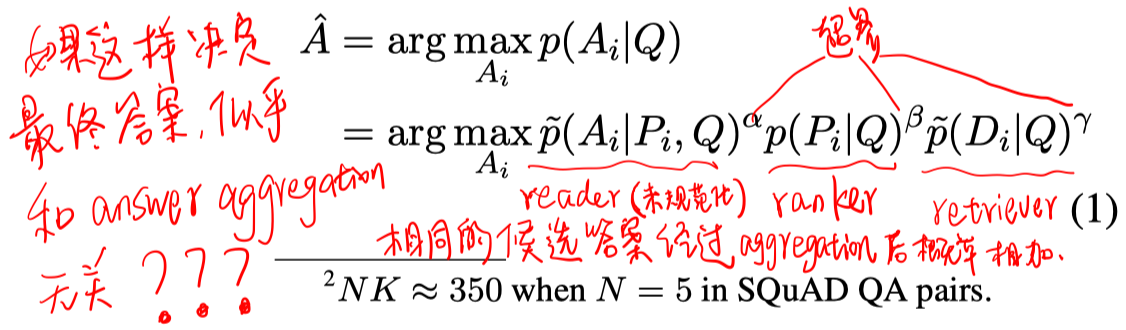 如果这样决定
最终答案,似乎
和 answer aggregation
无关 ? ? ?
Â = arg max p(A_i|Q)
A_i
超参
= arg max p̃(A_i|P_i, Q)^α p(P_i|Q)^β p̃(D_i|Q)^γ
A_i
reader (未规范化) ranker retriever (1)
相同的候选答案经过 aggregation 后概率相加.
²NK ≈ 350 when N = 5 in SQuAD QA pairs.